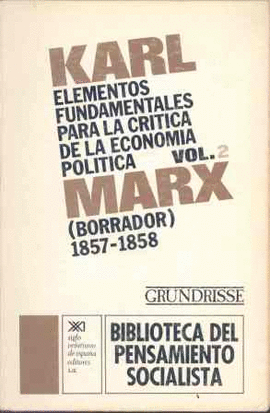 KARL
ELEMENTOS
FUNDAMENTALES
PARA LA CRITICA
DE LA ECONOMIA
POLITICA VOL. 2
MARX
(BORRADOR)
1857-1858
GRUNDRISSE
XXI
siglo
veintiuno
de españa
editores
s.a.
BIBLIOTECA DEL
PENSAMIENTO
SOCIALISTA